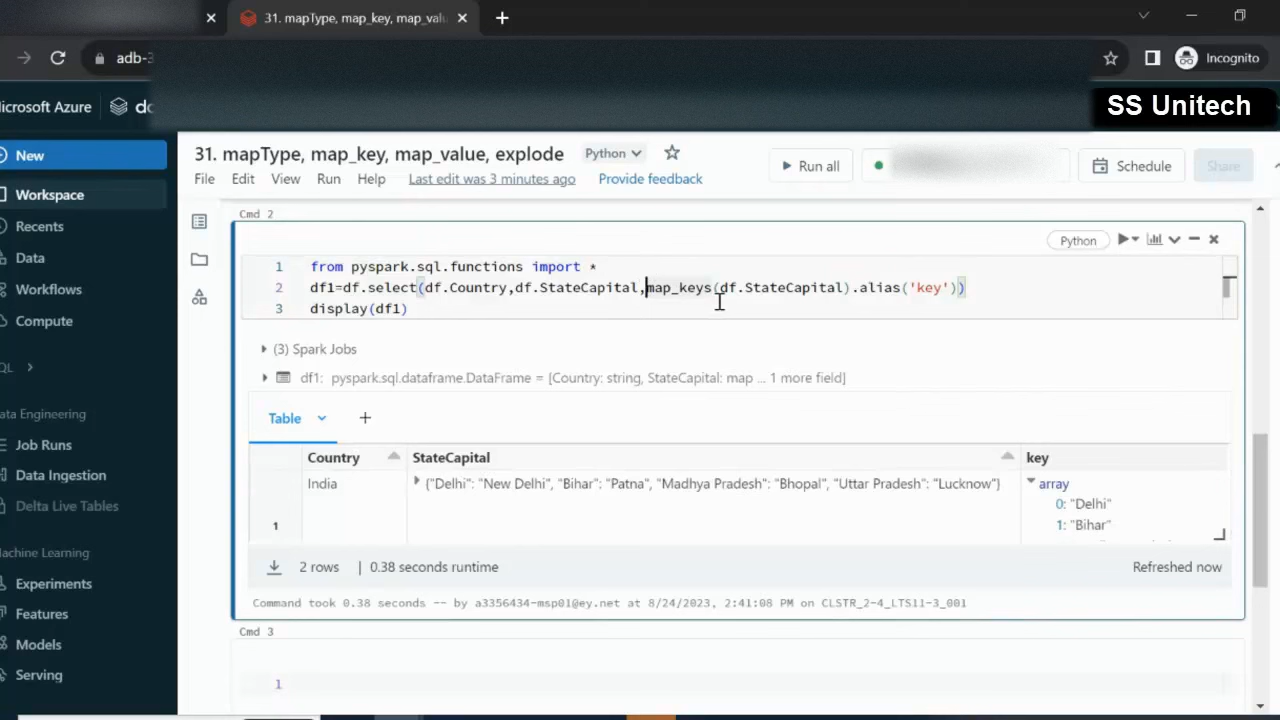 31. mapType, map_key, map_valu
adb-3
Incognito
SS Unitech
Microsoft Azure
New
31. mapType, map_key, map_value, explode
Python
Run all
Schedule
Share
File Edit View Run Help Last edit was 3 minutes ago Provide feedback
Workspace
Recents
Data
Workflows
Compute
QL
ata Engineering
Job Runs
Data Ingestion
Delta Live Tables
Machine Learning
Experiments
Features
Models
Serving
Cmd 2
Python
1 from pyspark.sql.functions import *
2 df1=df.select(df.Country,df.StateCapital,map_keys(df.StateCapital).alias('key'))
3 display(df1)
(3) Spark Jobs
df1: pyspark.sql.dataframe.DataFrame = [Country: string, StateCapital: map ... 1 more field]
Table +
Country StateCapital key
1 India {"Delhi": "New Delhi", "Bihar": "Patna", "Madhya Pradesh": "Bhopal", "Uttar Pradesh": "Lucknow"} array
0: "Delhi"
1: "Bihar"
2 rows | 0.38 seconds runtime Refreshed now
Command took 0.38 seconds -- by a3356434-msp01@ey.net at 8/24/2023, 2:41:08 PM on CLSTR_2-4_LTS11-3_001
Cmd 3
1